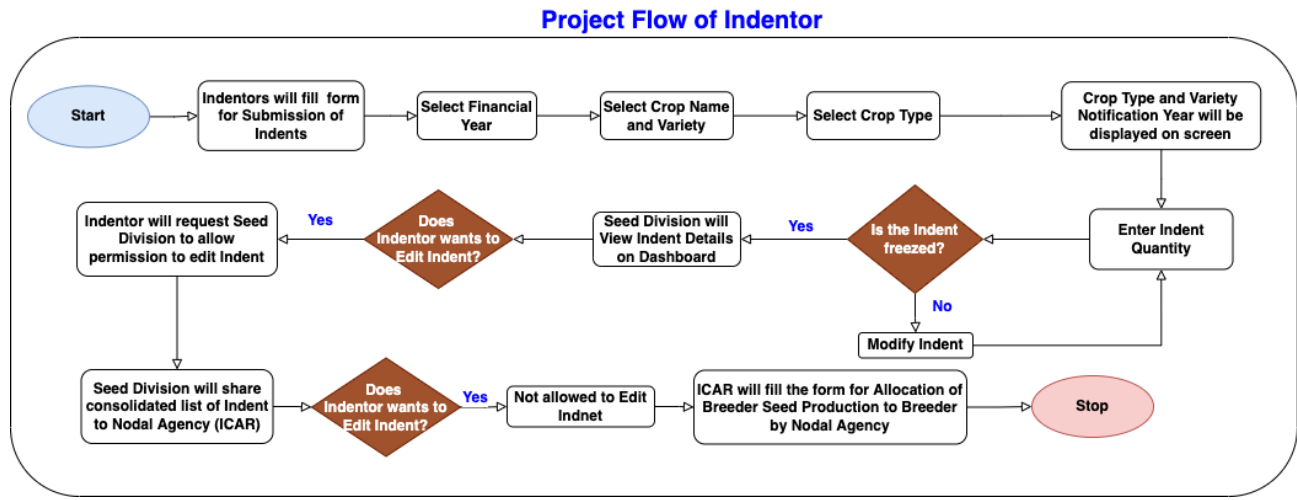 Project Flow of Indentor
Start
Indentors will fill form
for Submission of
Indents
Select Financial
Year
Select Crop Name
and Variety
Select Crop Type
Crop Type and Variety
Notification Year will be
displayed on screen
Indentor will request Seed
Division to allow
permission to edit Indent
Yes
Does
Indentor wants to
Edit Indent?
Seed Division will
View Indent Details
on Dashboard
Yes
Is the Indent
freezed?
Enter Indent
Quantity
No
Modify Indent
Seed Division will share
consolidated list of Indent
to Nodal Agency (ICAR)
Does
Indentor wants to
Edit Indent?
Yes
Not allowed to Edit
Indnet
ICAR will fill the form for Allocation of
Breeder Seed Production to Breeder
by Nodal Agency
Stop